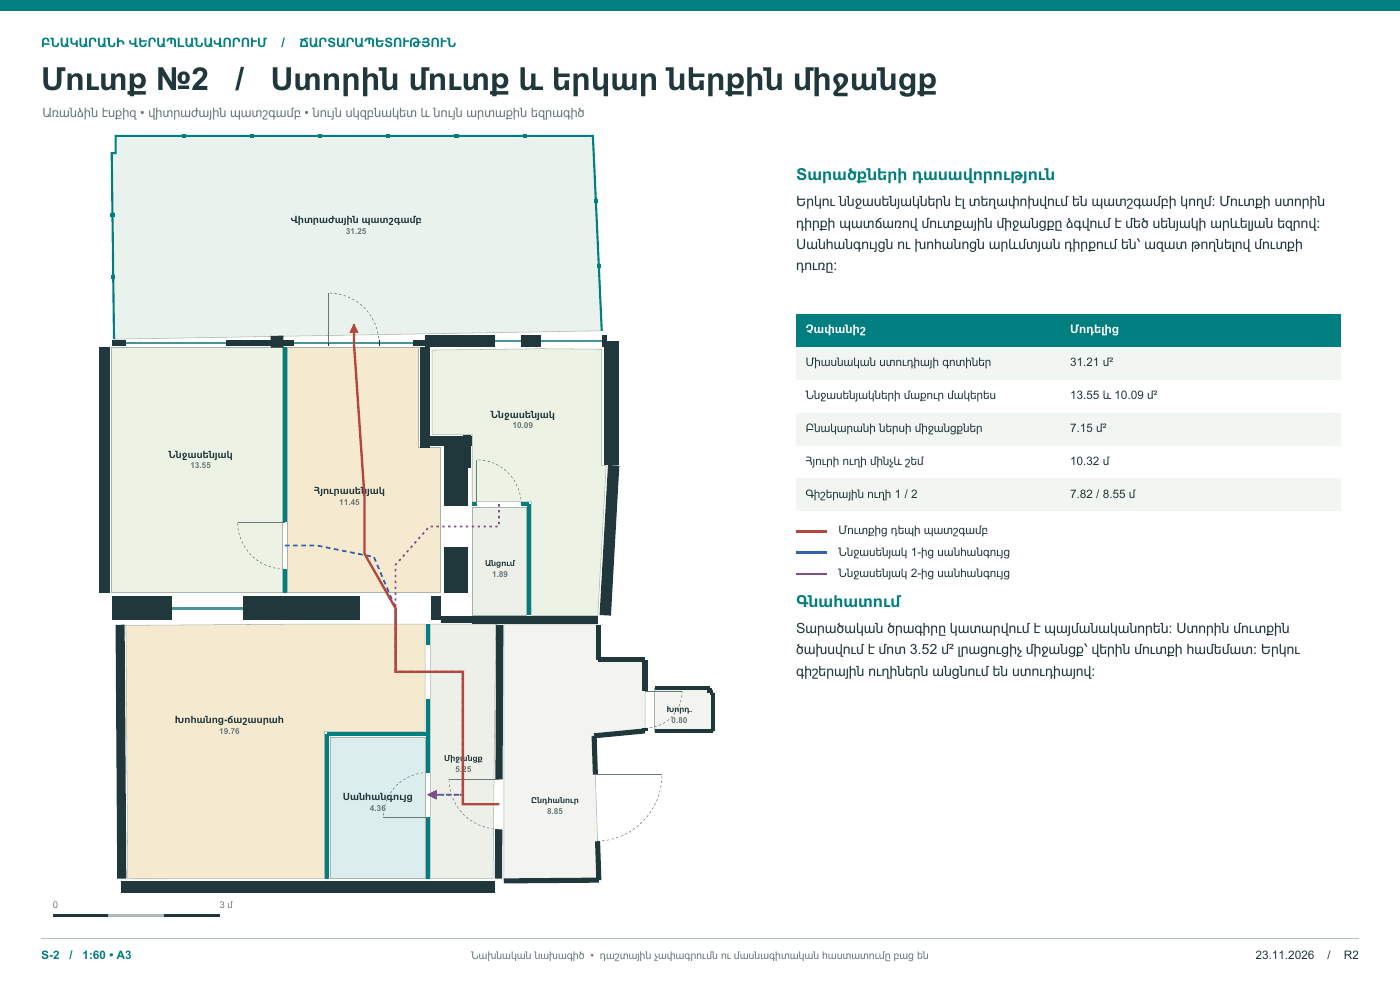 ԲՆԱԿԱՐԱՆԻ ՎԵՐԱՊԼԱՆԱՎՈՐՈՒՄ / ՃԱՐՏԱՐԱՊԵՏՈՒԹՅՈՒՆ
Մուտք №2 / Ստորին մուտք և երկար ներքին միջանցք
Առանձին էսքիզ • վիտրաժային պատշգամբ • նույն սկզբնակետ և նույն արտաքին եզրագիծ
Վիտրաժային պատշգամբ
31.25
Ննջասենյակ
10.09
Ննջասենյակ
13.55
Հյուրասենյակ
11.45
Անցում
1.89
Խոհանոց-ճաշասրահ
19.76
Խորդ.
0.80
Միջանցք
5.25
Սանհանգույց
4.36
Ընդհանուր
8.85
0 3 մ
Տարածքների դասավորություն
Երկու ննջասենյակներն էլ տեղափոխվում են պատշգամբի կողմ։ Մուտքի ստորին
դիրքի պատճառով մուտքային միջանցքը ձգվում է մեծ սենյակի արևելյան եզրով։
Սանհանգույցն ու խոհանոցն արևմտյան դիրքում են՝ ազատ թողնելով մուտքի
դուռը։
Չափանիշ Մոդելից
Միասնական ստուդիայի գոտիներ 31.21 մ²
Ննջասենյակների մաքուր մակերես 13.55 և 10.09 մ²
Բնակարանի ներսի միջանցքներ 7.15 մ²
Հյուրի ուղի մինչև շեմ 10.32 մ
Գիշերային ուղի 1 / 2 7.82 / 8.55 մ
Մուտքից դեպի պատշգամբ
Ննջասենյակ 1-ից սանհանգույց
Ննջասենյակ 2-ից սանհանգույց
Գնահատում
Տարածական ծրագիրը կատարվում է պայմանականորեն։ Ստորին մուտքին
ծախսվում է մոտ 3.52 մ² լրացուցիչ միջանցք՝ վերին մուտքի համեմատ։ Երկու
գիշերային ուղիներն անցնում են ստուդիայով։
S-2 / 1:60 • A3
Նախնական նախագիծ • դաշտային չափագրումն ու մասնագիտական հաստատումը բաց են
23.11.2026 / R2